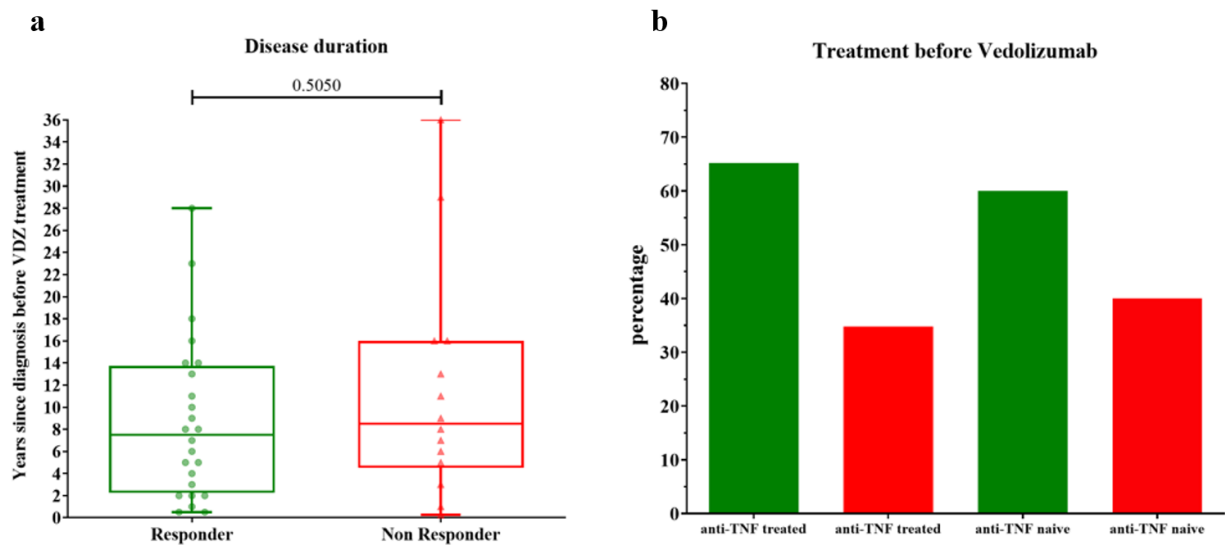 a
Disease duration
0.5050
Years since diagnosis before VDZ treatment
36
34
32
30
28
26
24
22
20
18
16
14
12
10
8
6
4
2
0
Responder
Non Responder
b
Treatment before Vedolizumab
percentage
80
70
60
50
40
30
20
10
0
anti-TNF treated
anti-TNF treated
anti-TNF naive
anti-TNF naive